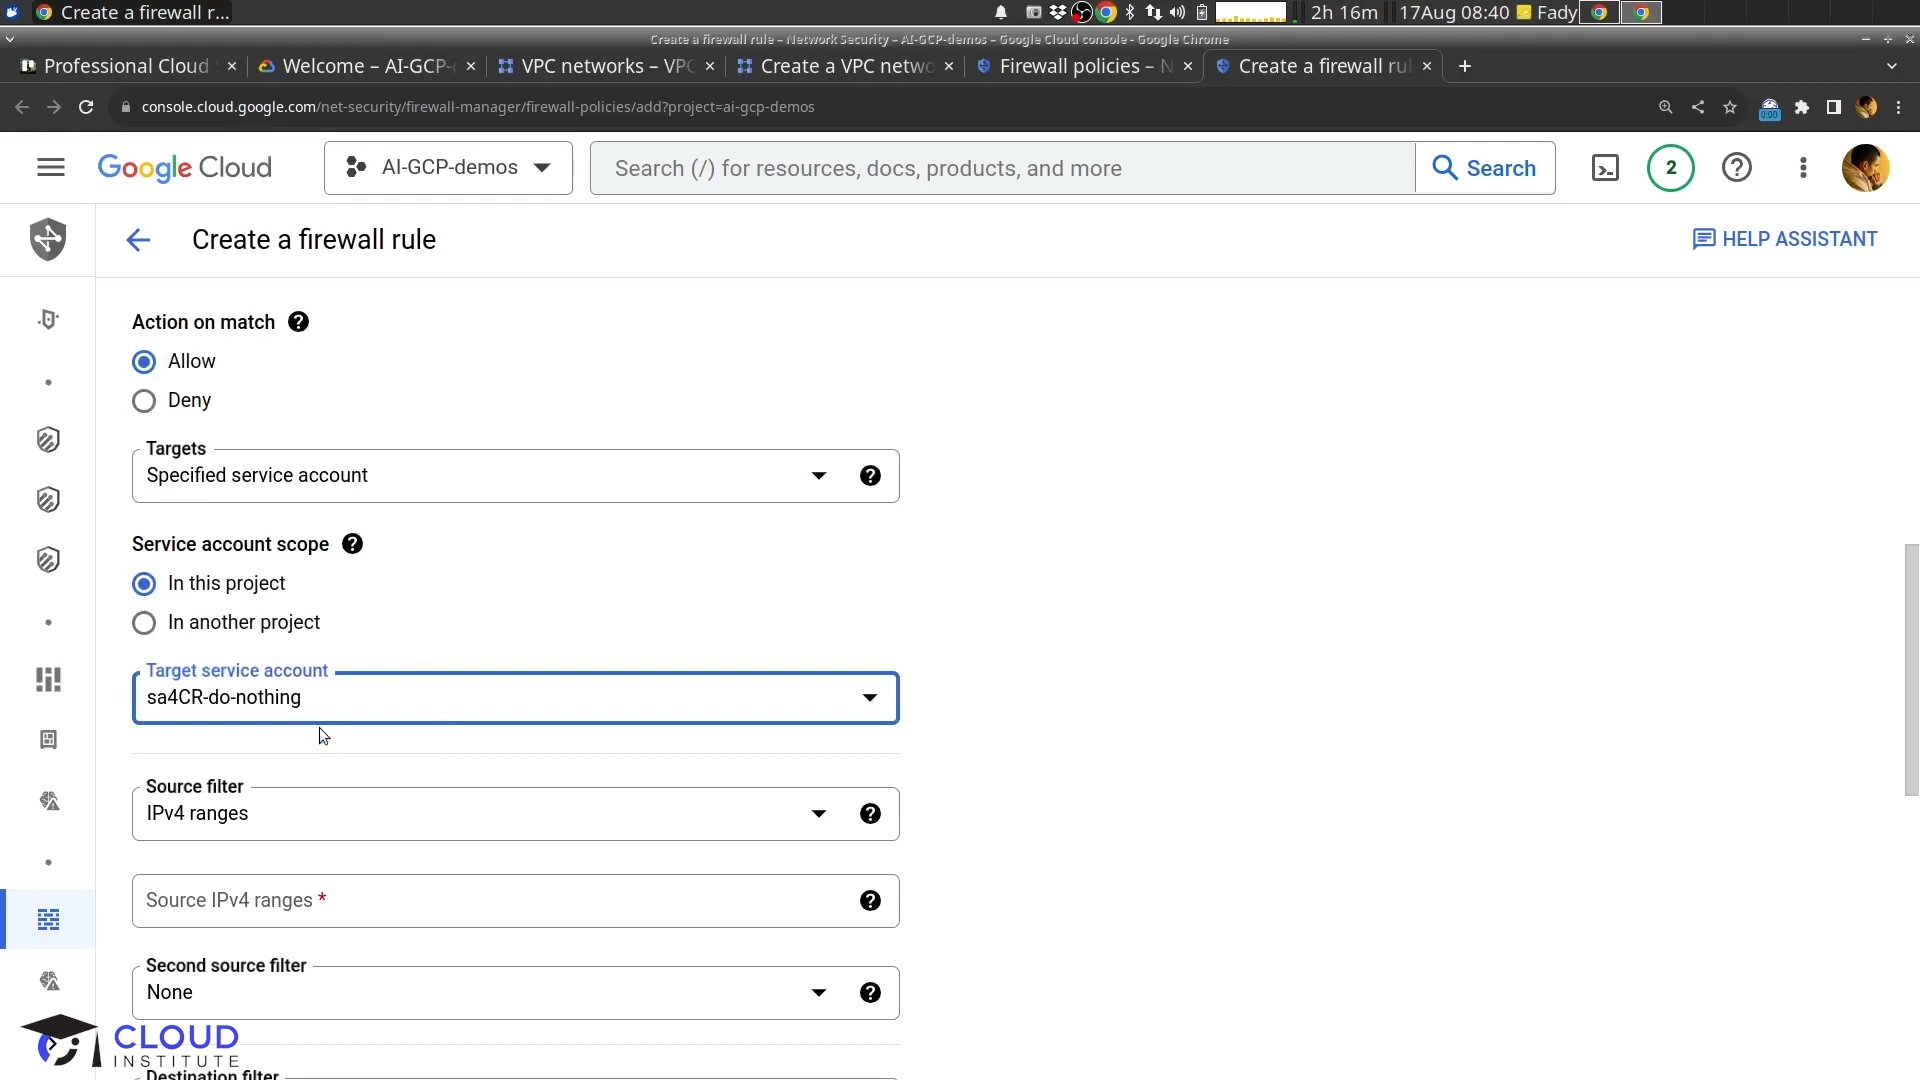 Create a firewall r...
2h 16m
17Aug 08:40
Fady
Create a firewall rule – Network Security – AI-GCP-demos – Google Cloud console - Google Chrome
Professional Cloud
Welcome – AI-GCP-
VPC networks – VPC
Create a VPC netwo
Firewall policies – N
Create a firewall rul
console.cloud.google.com/net-security/firewall-manager/firewall-policies/add?project=ai-gcp-demos
0:00
Google Cloud
AI-GCP-demos
Search (/) for resources, docs, products, and more
Search
2
Create a firewall rule
HELP ASSISTANT
Action on match
Allow
Deny
Targets
Specified service account
Service account scope
In this project
In another project
Target service account
sa4CR-do-nothing
Source filter
IPv4 ranges
Source IPv4 ranges *
Second source filter
None
CLOUD
INSTITUTE
Destination filter